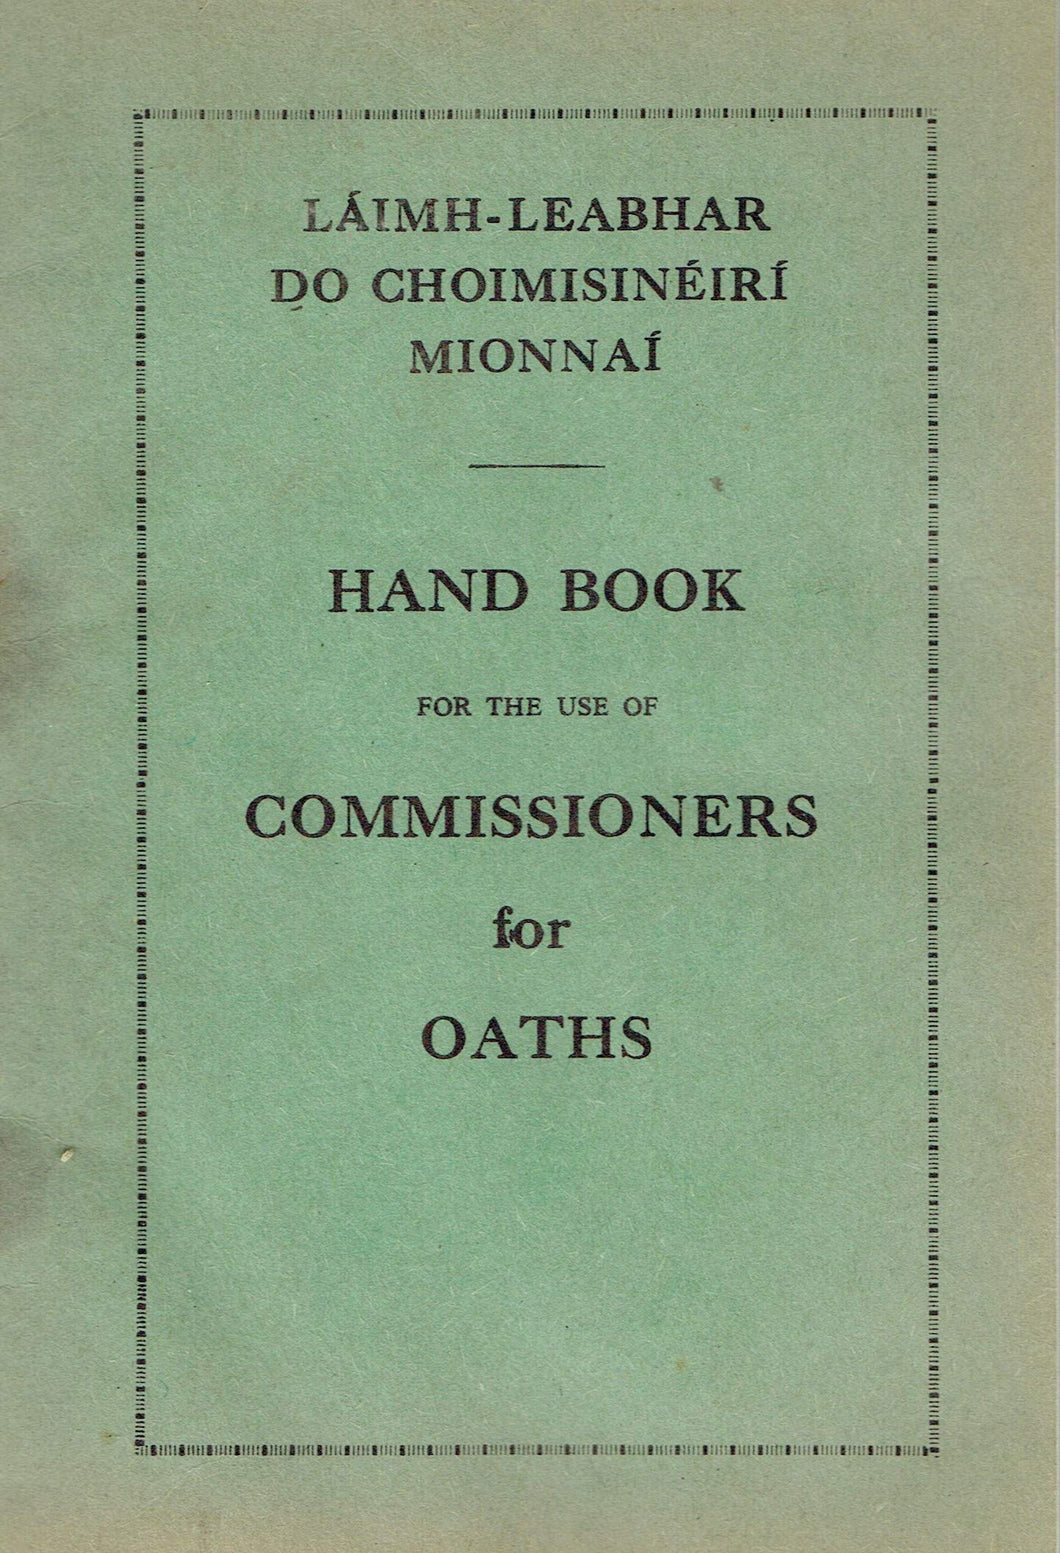 LÁIMH-LEABHAR
DO CHOIMISINÉIRÍ
MIONNAÍ
HAND BOOK
FOR THE USE OF
COMMISSIONERS
for
OATHS